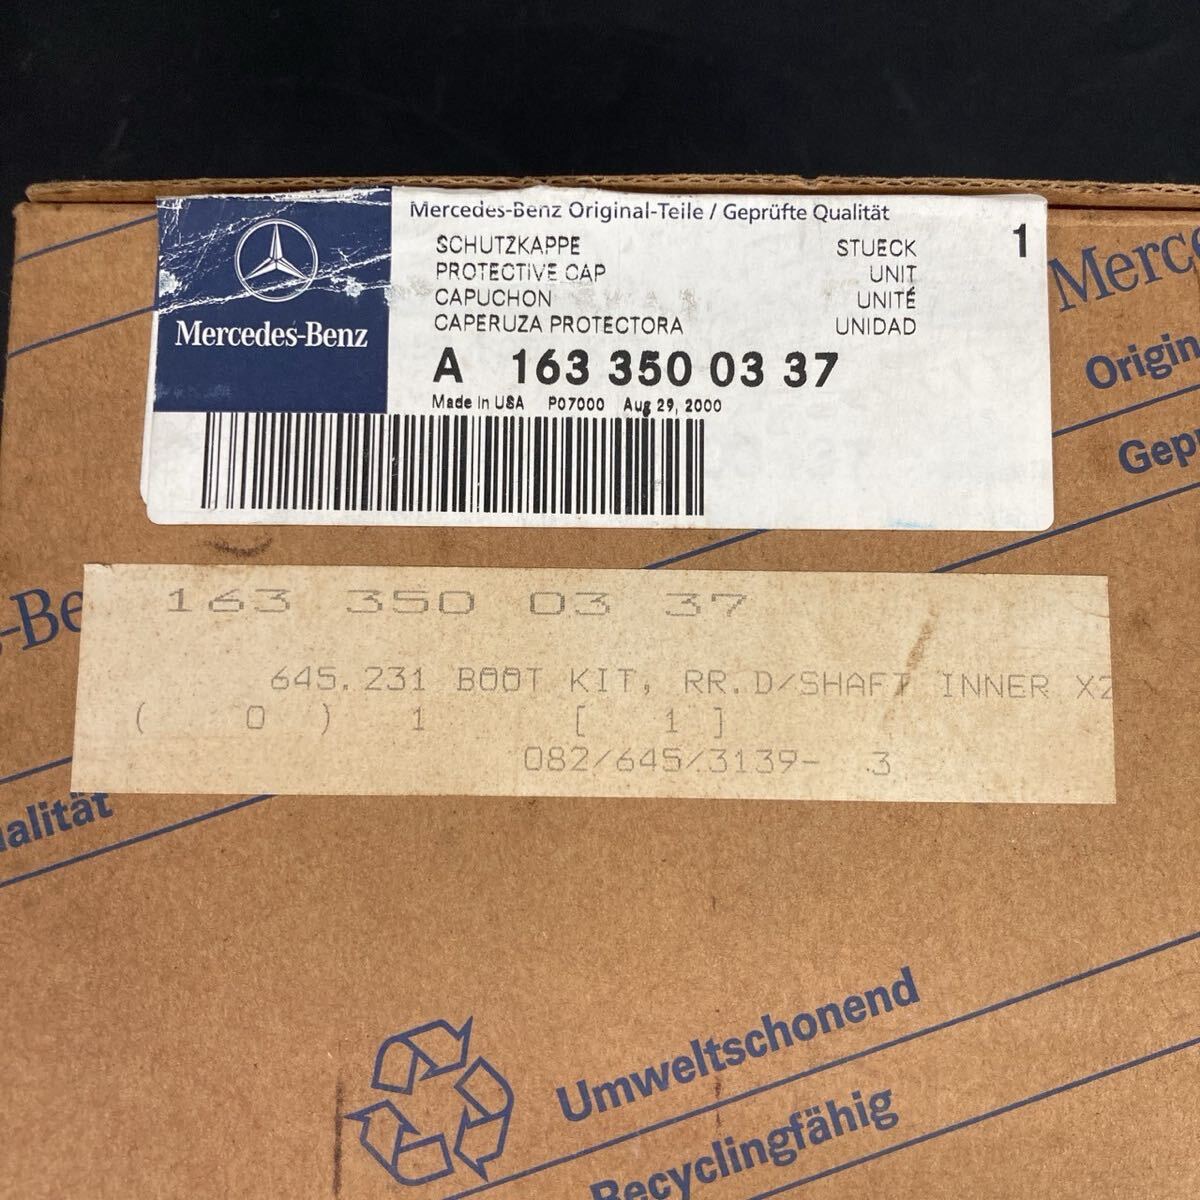 Mercedes-Benz Original-Teile / Geprüfte Qualität
SCHUTZKAPPE STUECK 1
PROTECTIVE CAP UNIT
CAPUCHON UNITÉ
CAPERUZA PROTECTORA UNIDAD
Mercedes-Benz
A 163 350 03 37
Made in USA P07000 Aug 29, 2000
Merce
Origin
Gepr
-Be
163 350 03 37
645.231 BOOT KIT, RR.D/SHAFT INNER X2
( 0 ) 1 [ 1 ]
082/645/3139- 3
alität
Umweltschonend
Recyclingfähig